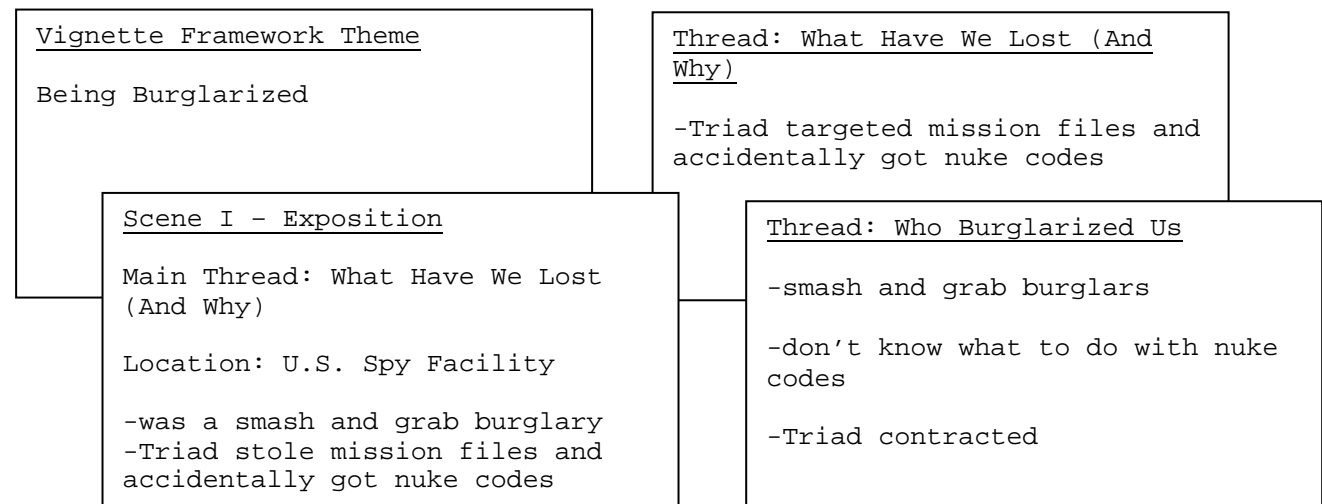 Vignette Framework Theme
Being Burglarized
Thread: What Have We Lost (And
Why)
-Triad targeted mission files and
accidentally got nuke codes
Scene I – Exposition
Main Thread: What Have We Lost
(And Why)
Location: U.S. Spy Facility
-was a smash and grab burglary
-Triad stole mission files and
accidentally got nuke codes
Thread: Who Burglarized Us
-smash and grab burglars
-don’t know what to do with nuke
codes
-Triad contracted